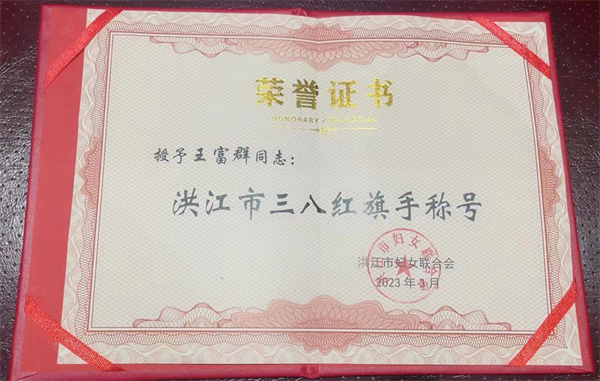 荣誉证书
HONORARY CREDENTIAL
授予王富群同志：
洪江市三八红旗手称号
洪江市妇女联合会
2023年3月